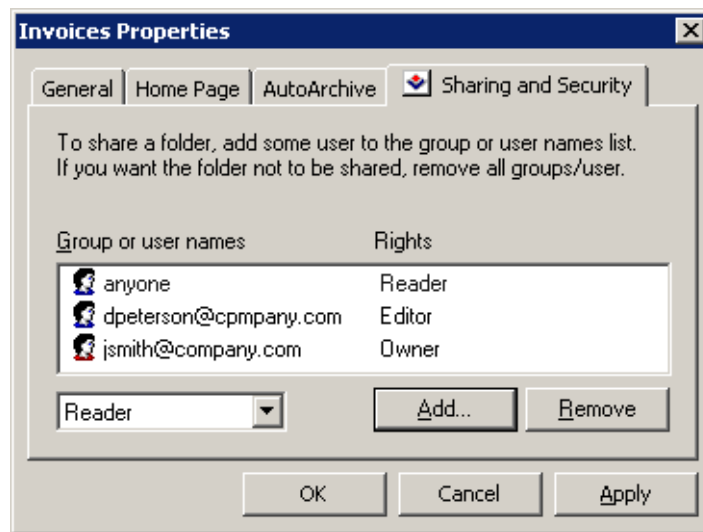 Invoices Properties
General Home Page AutoArchive Sharing and Security
To share a folder, add some user to the group or user names list.
If you want the folder not to be shared, remove all groups/user.
Group or user names Rights
anyone Reader
dpeterson@cpmpany.com Editor
jsmith@company.com Owner
Reader Add... Remove
OK Cancel Apply